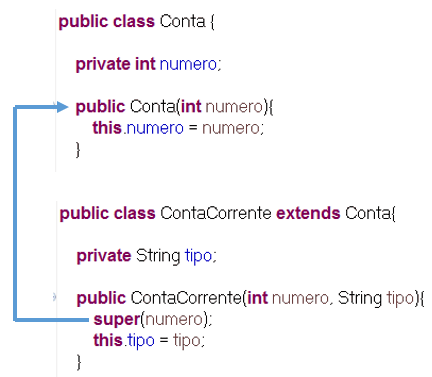 public class Conta {
private int numero;
public Conta(int numero){
this.numero = numero;
}
public class ContaCorrente extends Conta{
private String tipo;
public ContaCorrente(int numero, String tipo){
super(numero);
this.tipo = tipo;
}